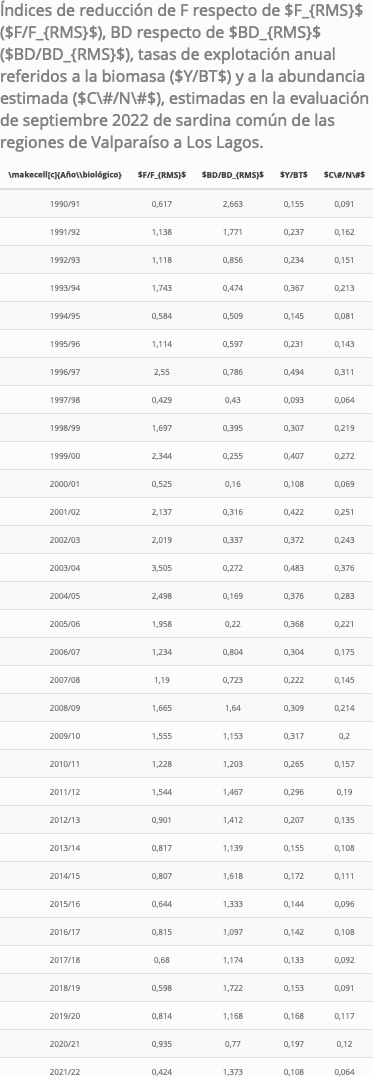 Índices de reducción de F respecto de $F_{RMS}$
($F/F_{RMS}$), BD respecto de $BD_{RMS}$
($BD/BD_{RMS}$), tasas de explotación anual
referidos a la biomasa ($Y/BT$) y a la abundancia
estimada ($C\#/N\#$), estimadas en la evaluación
de septiembre 2022 de sardina común de las
regiones de Valparaíso a Los Lagos.
\makecell[c]{Año\\biológico} $F/F_{RMS}$ $BD/BD_{RMS}$ $Y/BT$ $C\#/N\#$
1990/91 0,617 2,663 0,155 0,091
1991/92 1,138 1,771 0,237 0,162
1992/93 1,118 0,856 0,234 0,151
1993/94 1,743 0,474 0,367 0,213
1994/95 0,584 0,509 0,145 0,081
1995/96 1,114 0,597 0,231 0,143
1996/97 2,55 0,786 0,494 0,311
1997/98 0,429 0,43 0,093 0,064
1998/99 1,697 0,395 0,307 0,219
1999/00 2,344 0,255 0,407 0,272
2000/01 0,525 0,16 0,108 0,069
2001/02 2,137 0,316 0,422 0,251
2002/03 2,019 0,337 0,372 0,243
2003/04 3,505 0,272 0,483 0,376
2004/05 2,498 0,169 0,376 0,283
2005/06 1,958 0,22 0,368 0,221
2006/07 1,234 0,804 0,304 0,175
2007/08 1,19 0,723 0,222 0,145
2008/09 1,665 1,64 0,309 0,214
2009/10 1,555 1,153 0,317 0,2
2010/11 1,228 1,203 0,265 0,157
2011/12 1,544 1,467 0,296 0,19
2012/13 0,901 1,412 0,207 0,135
2013/14 0,817 1,139 0,155 0,108
2014/15 0,807 1,618 0,172 0,111
2015/16 0,644 1,333 0,144 0,096
2016/17 0,815 1,097 0,142 0,108
2017/18 0,68 1,174 0,133 0,092
2018/19 0,598 1,722 0,153 0,091
2019/20 0,814 1,168 0,168 0,117
2020/21 0,935 0,77 0,197 0,12
2021/22 0,424 1,373 0,108 0,064